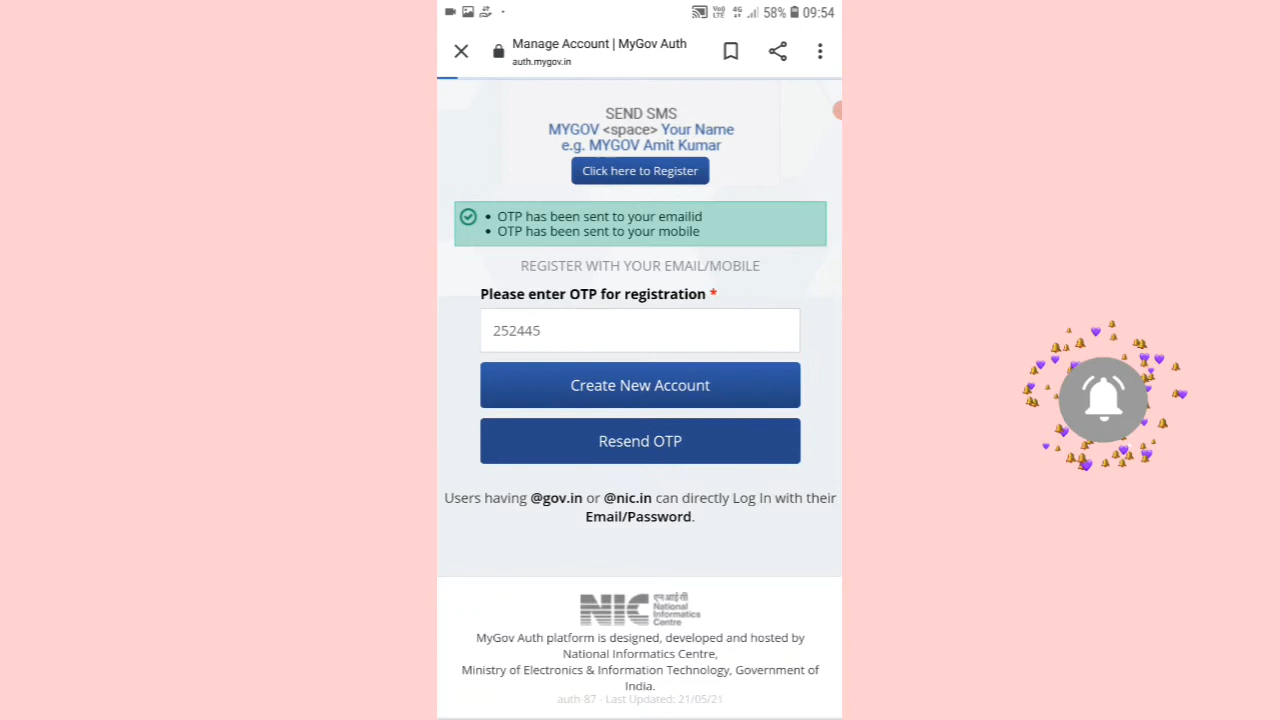 58% 09:54
Manage Account | MyGov Auth
auth.mygov.in
SEND SMS
MYGOV <space> Your Name
e.g. MYGOV Amit Kumar
Click here to Register
• OTP has been sent to your emailid
• OTP has been sent to your mobile
REGISTER WITH YOUR EMAIL/MOBILE
Please enter OTP for registration *
252445
Create New Account
Resend OTP
Users having @gov.in or @nic.in can directly Log In with their
Email/Password.
NIC
एन आई सी
National
Informatics
Centre
MyGov Auth platform is designed, developed and hosted by
National Informatics Centre,
Ministry of Electronics & Information Technology, Government of
India.
auth-87 - Last Updated: 21/05/21